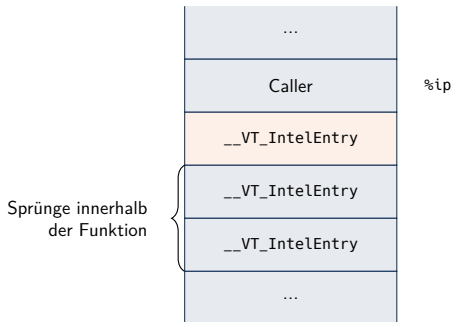 ...
Caller
%ip
__VT_IntelEntry
__VT_IntelEntry
Sprünge innerhalb
der Funktion
__VT_IntelEntry
...